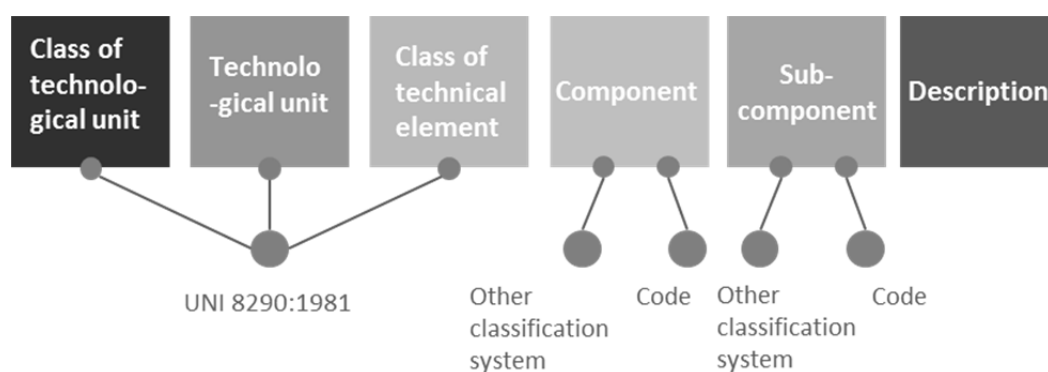 Class of
technolo-
gical unit
Technolo
-gical unit
Class of
technical
element
Component
Sub-
component
Description
UNI 8290:1981
Other
classification
system
Code
Other
classification
system
Code